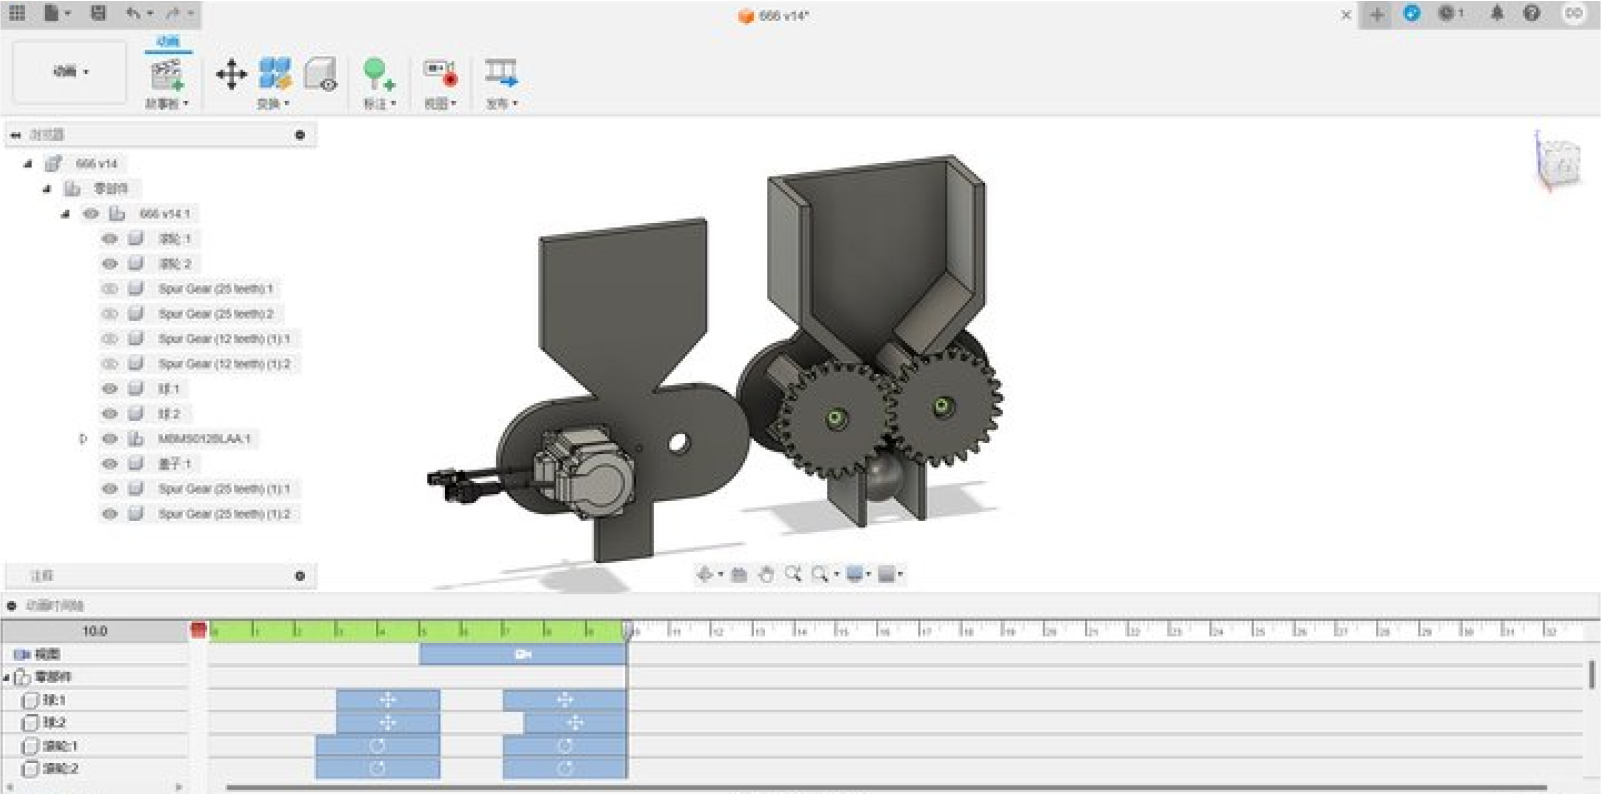 666 v14*
1
DD
动画
动画
故事板
变换
标注
视图
发布
浏览器
666 v14
零部件
666 v14:1
滚轮:1
滚轮:2
Spur Gear (25 teeth):1
Spur Gear (25 teeth):2
Spur Gear (12 teeth) (1):1
Spur Gear (12 teeth) (1):2
球:1
球:2
MBMS012BLAA:1
盖子:1
Spur Gear (25 teeth) (1):1
Spur Gear (25 teeth) (1):2
注释
动画时间轴
10.0
0 1 2 3 4 5 6 7 8 9 10 11 12 13 14 15 16 17 18 19 20 21 22 23 24 25 26 27 28 29 30 31 32
视图
零部件
球:1
球:2
滚轮:1
滚轮:2